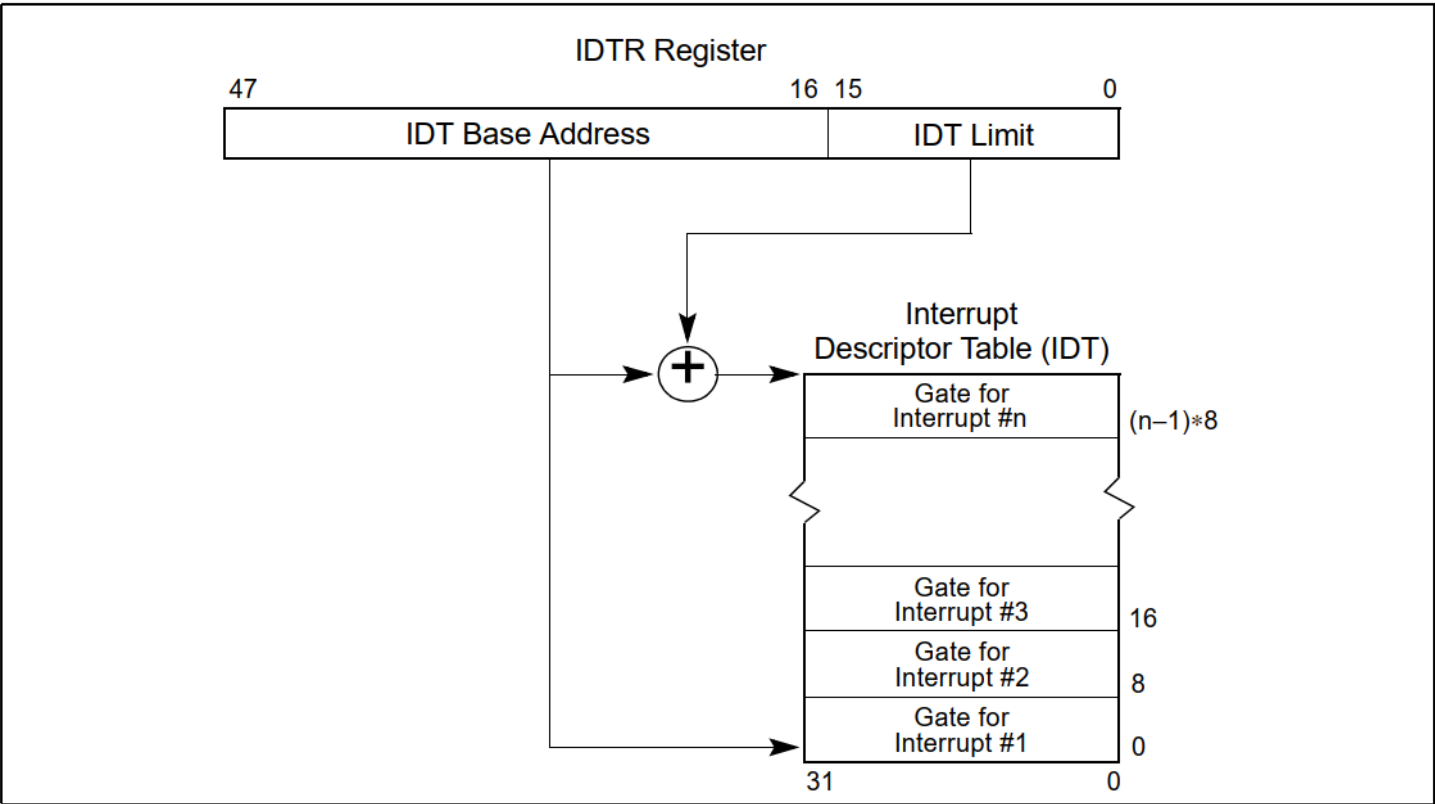 IDTR Register
47 16 15 0
IDT Base Address IDT Limit
Interrupt
Descriptor Table (IDT)
+
Gate for
Interrupt #n
(n–1)∗8
Gate for
Interrupt #3
16
Gate for
Interrupt #2
8
Gate for
Interrupt #1
0
31 0